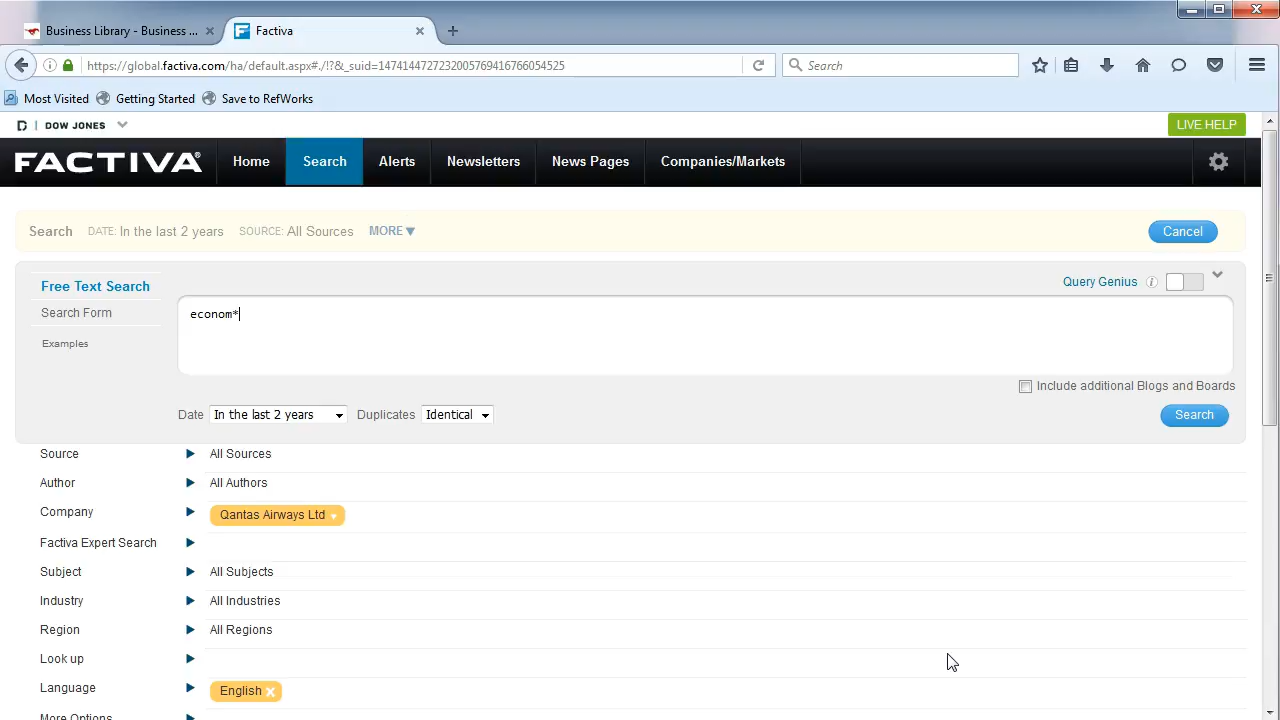 Business Library - Business ...
Factiva
https://global.factiva.com/ha/default.aspx#./!?&_suid=14741447272320057694167660545​25
Search
Most Visited Getting Started Save to RefWorks
D | DOW JONES
LIVE HELP
FACTIVA Home Search Alerts Newsletters News Pages Companies/Markets
Search DATE: In the last 2 years SOURCE: All Sources MORE Cancel
Free Text Search
Query Genius i
Search Form
econom*
Examples
Include additional Blogs and Boards
Date In the last 2 years Duplicates Identical Search
Source All Sources
Author All Authors
Company Qantas Airways Ltd
Factiva Expert Search
Subject All Subjects
Industry All Industries
Region All Regions
Look up
Language English x
More Options